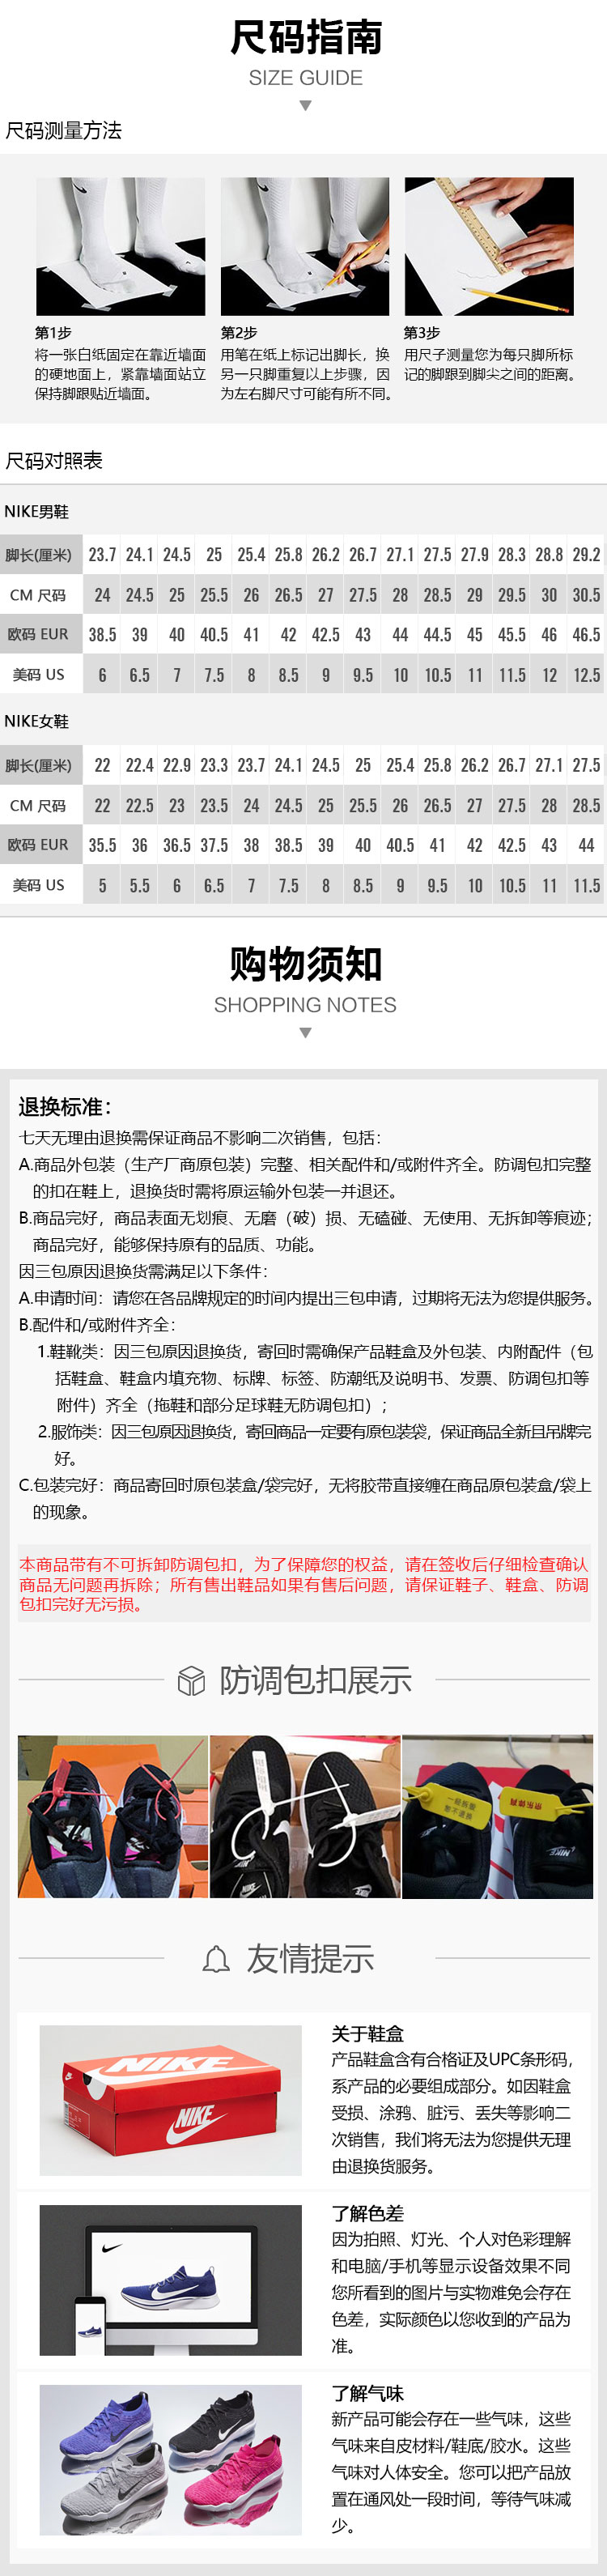 尺码指南
SIZE GUIDE
尺码测量方法
第1步
将一张白纸固定在靠近墙面
的硬地面上，紧靠墙面站立
保持脚跟贴近墙面。
第2步
用笔在纸上标记出脚长，换
另一只脚重复以上步骤，因
为左右脚尺寸可能有所不同。
第3步
用尺子测量您为每只脚所标
记的脚跟到脚尖之间的距离。
尺码对照表
NIKE男鞋
脚长(厘米) 23.7 24.1 24.5 25 25.4 25.8 26.2 26.7 27.1 27.5 27.9 28.3 28.8 29.2
CM 尺码 24 24.5 25 25.5 26 26.5 27 27.5 28 28.5 29 29.5 30 30.5
欧码 EUR 38.5 39 40 40.5 41 42 42.5 43 44 44.5 45 45.5 46 46.5
美码 US 6 6.5 7 7.5 8 8.5 9 9.5 10 10.5 11 11.5 12 12.5
NIKE女鞋
脚长(厘米) 22 22.4 22.9 23.3 23.7 24.1 24.5 25 25.4 25.8 26.2 26.7 27.1 27.5
CM 尺码 22 22.5 23 23.5 24 24.5 25 25.5 26 26.5 27 27.5 28 28.5
欧码 EUR 35.5 36 36.5 37.5 38 38.5 39 40 40.5 41 42 42.5 43 44
美码 US 5 5.5 6 6.5 7 7.5 8 8.5 9 9.5 10 10.5 11 11.5
购物须知
SHOPPING NOTES
退换标准：
七天无理由退换需保证商品不影响二次销售，包括：
A.商品外包装（生产厂商原包装）完整、相关配件和/或附件齐全。防调包扣完整
的扣在鞋上，退换货时需将原运输外包装一并退还。
B.商品完好，商品表面无划痕、无磨（破）损、无磕碰、无使用、无拆卸等痕迹；
商品完好，能够保持原有的品质、功能。
因三包原因退换货需满足以下条件：
A.申请时间：请您在各品牌规定的时间内提出三包申请，过期将无法为您提供服务。
B.配件和/或附件齐全：
1.鞋靴类：因三包原因退换货，寄回时需确保产品鞋盒及外包装、内附配件（包
括鞋盒、鞋盒内填充物、标牌、标签、防潮纸及说明书、发票、防调包扣等
附件）齐全（拖鞋和部分足球鞋无防调包扣）；
2.服饰类：因三包原因退换货，寄回商品一定要有原包装袋，保证商品全新且吊牌完
好。
C.包装完好：商品寄回时原包装盒/袋完好，无将胶带直接缠在商品原包装盒/袋上
的现象。
本商品带有不可拆卸防调包扣，为了保障您的权益，请在签收后仔细检查确认
商品无问题再拆除；所有售出鞋品如果有售后问题，请保证鞋子、鞋盒、防调
包扣完好无污损。
防调包扣展示
NIKE
NIKE
友情提示
NIKE
NIKE
关于鞋盒
产品鞋盒含有合格证及UPC条形码，
系产品的必要组成部分。如因鞋盒
受损、涂鸦、脏污、丢失等影响二
次销售，我们将无法为您提供无理
由退换货服务。
了解色差
因为拍照、灯光、个人对色彩理解
和电脑/手机等显示设备效果不同
您所看到的图片与实物难免会存在
色差，实际颜色以您收到的产品为
准。
了解气味
新产品可能会存在一些气味，这些
气味来自皮材料/鞋底/胶水。这些
气味对人体安全。您可以把产品放
置在通风处一段时间，等待气味减
少。